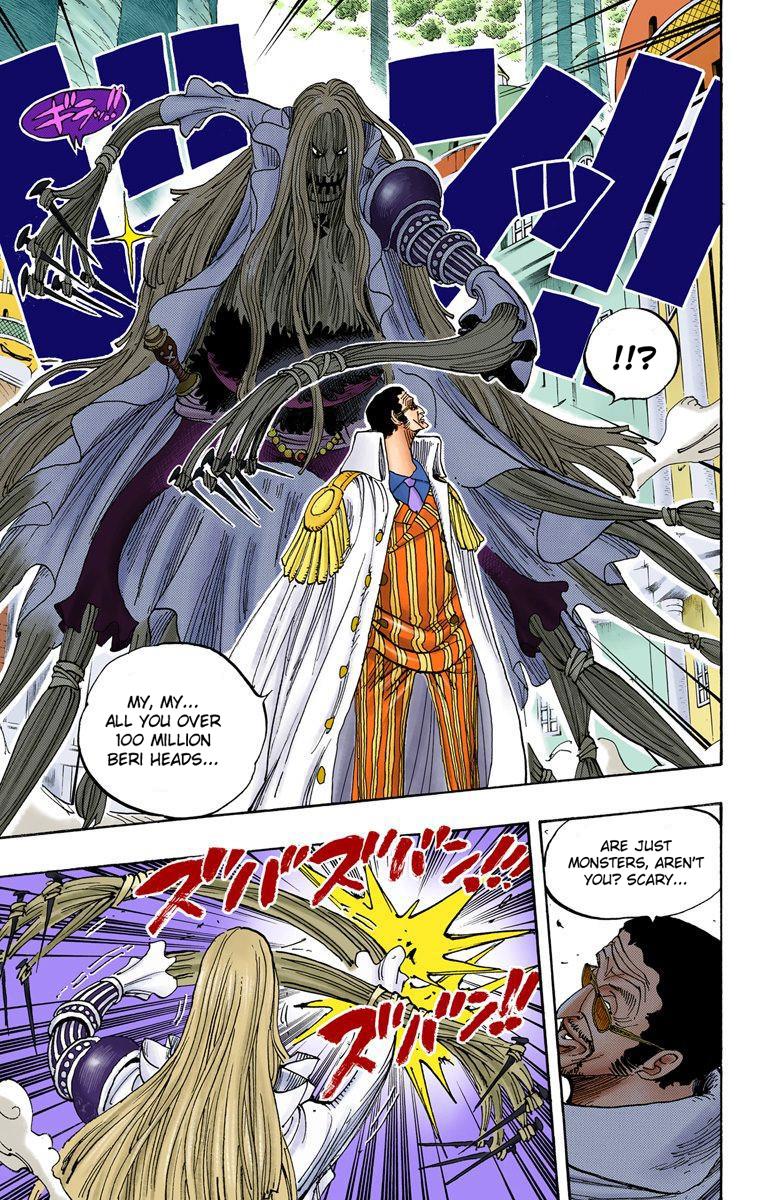 !!?
ギラッ!!
MY, MY...
ALL YOU OVER
100 MILLION
BERI HEADS...
ARE JUST
MONSTERS, AREN'T
YOU? SCARY...
ズバズバン!!!
ズバン!!